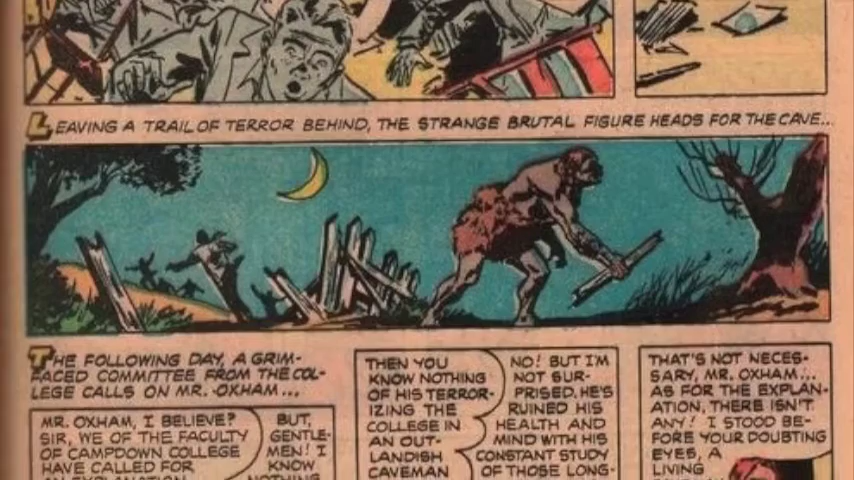 LEAVING A TRAIL OF TERROR BEHIND, THE STRANGE BRUTAL FIGURE HEADS FOR THE CAVE...
THE FOLLOWING DAY, A GRIM-
FACED COMMITTEE FROM THE COL-
LEGE CALLS ON MR. OXHAM...
MR. OXHAM, I BELIEVE?
SIR, WE OF THE FACULTY
OF CAMPDOWN COLLEGE
HAVE CALLED FOR
AN EXPLANATION
BUT,
GENTLE-
MEN! I
KNOW
NOTHING
THEN YOU
KNOW NOTHING
OF HIS TERROR-
IZING THE
COLLEGE IN
AN OUT-
LANDISH
CAVEMAN
NO! BUT I'M
NOT SUR-
PRISED. HE'S
RUINED HIS
HEALTH AND
MIND WITH HIS
CONSTANT STUDY
OF THOSE LONG-
THAT'S NOT NECES-
SARY, MR. OXHAM...
AS FOR THE EXPLAN-
ATION, THERE ISN'T
ANY! I STOOD BE-
FORE YOUR DOUBTING
EYES, A
LIVING